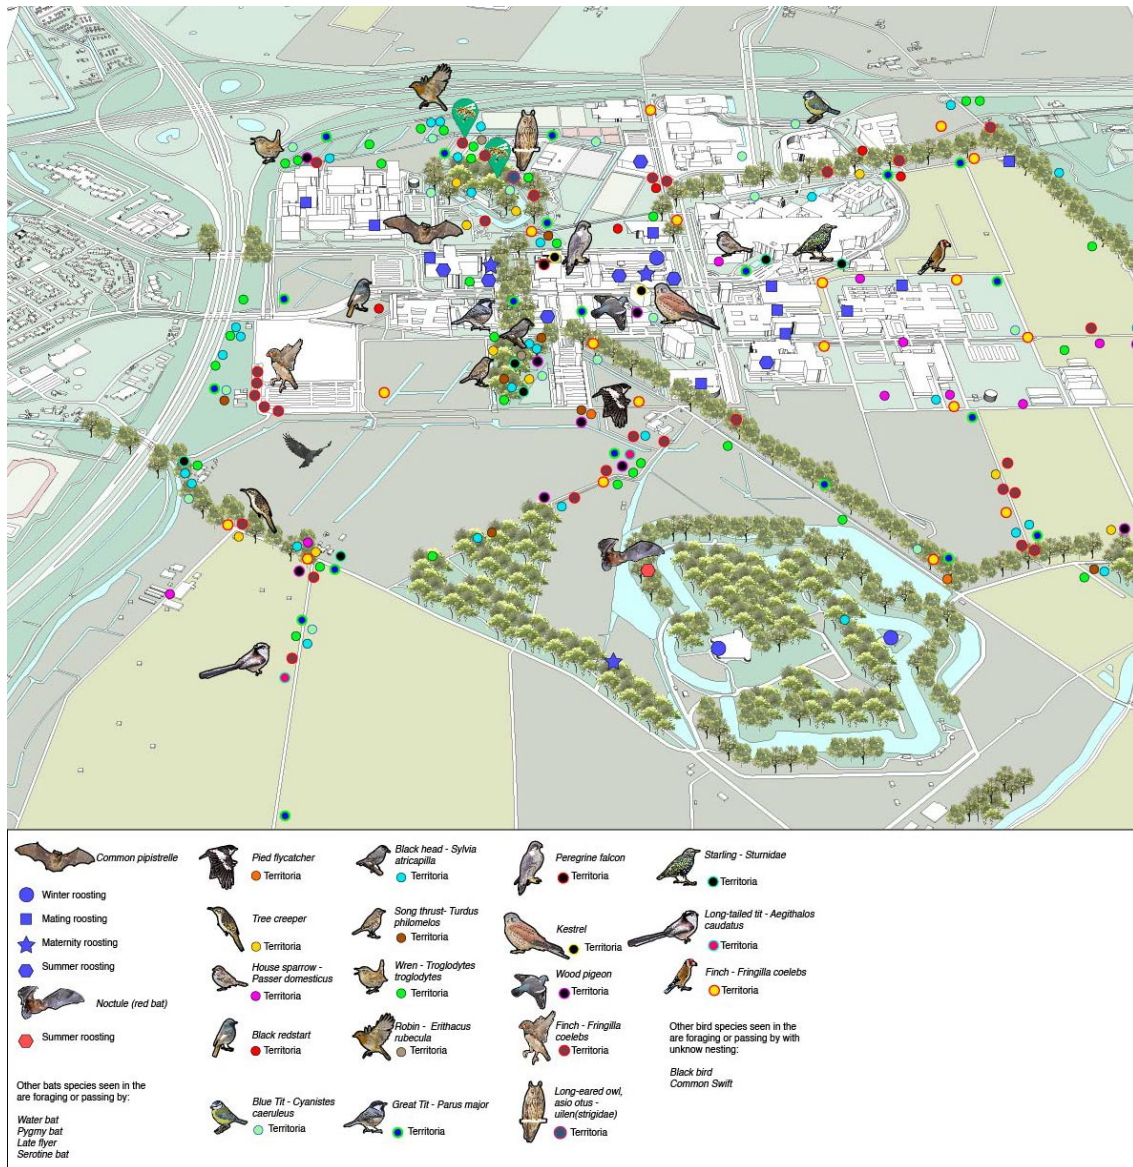 Common pipistrelle
Winter roosting
Mating roosting
Maternity roosting
Summer roosting
Noctule (red bat)
Summer roosting
Other bats species seen in the
are foraging or passing by:
Water bat
Pygmy bat
Late flyer
Serotine bat
Pied flycatcher
Territoria
Tree creeper
Territoria
House sparrow -
Passer domesticus
Territoria
Black redstart
Territoria
Blue Tit - Cyanistes
caeruleus
Territoria
Black head - Sylvia
atricapilla
Territoria
Song thrust- Turdus
philomelos
Territoria
Wren - Troglodytes
troglodytes
Territoria
Robin - Erithacus
rubecula
Territoria
Great Tit - Parus major
Territoria
Peregrine falcon
Territoria
Kestrel
Territoria
Wood pigeon
Territoria
Finch - Fringilla
coelebs
Territoria
Long-eared owl,
asio otus -
uilen(strigidae)
Territoria
Starling - Sturnidae
Territoria
Long-tailed tit - Aegithalos
caudatus
Territoria
Finch - Fringilla coelebs
Territoria
Other bird species seen in the
are foraging or passing by with
unknow nesting:
Black bird
Common Swift